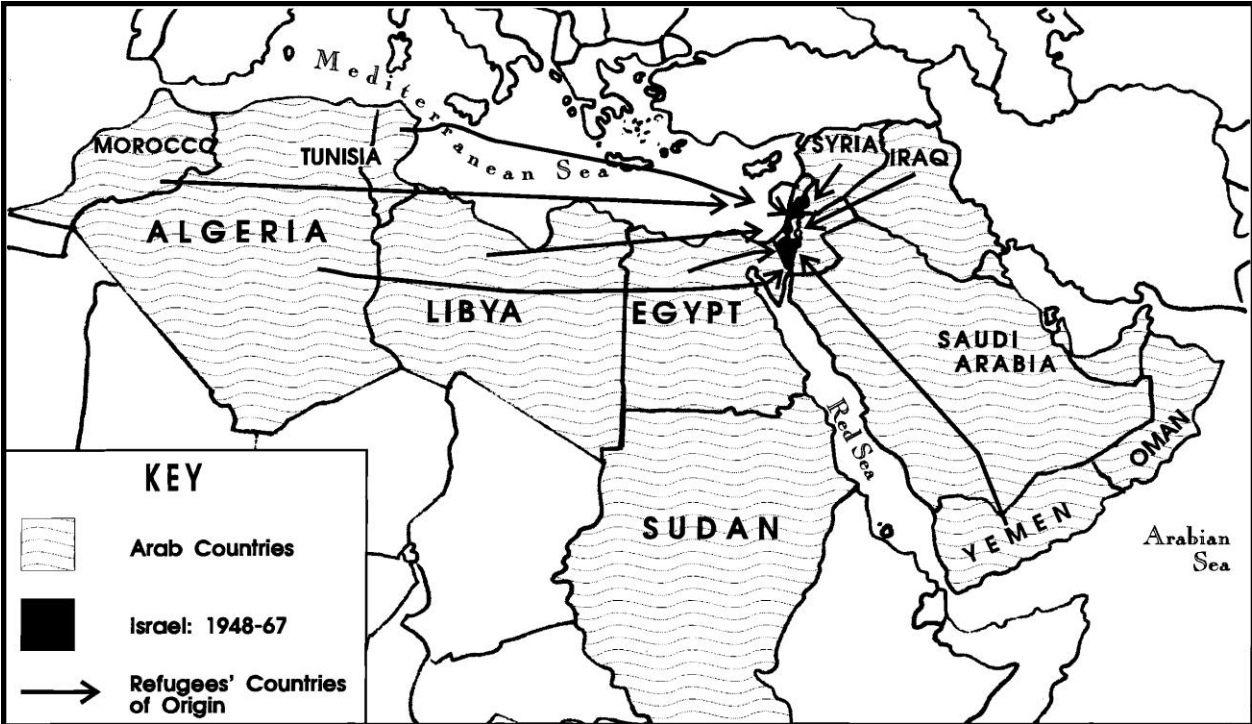 Mediterranean Sea
MOROCCO
TUNISIA
SYRIA
IRAQ
ALGERIA
LIBYA
EGYPT
SAUDI
ARABIA
Red Sea
OMAN
SUDAN
YEMEN
Arabian
Sea
KEY
Arab Countries
Israel: 1948-67
Refugees' Countries
of Origin